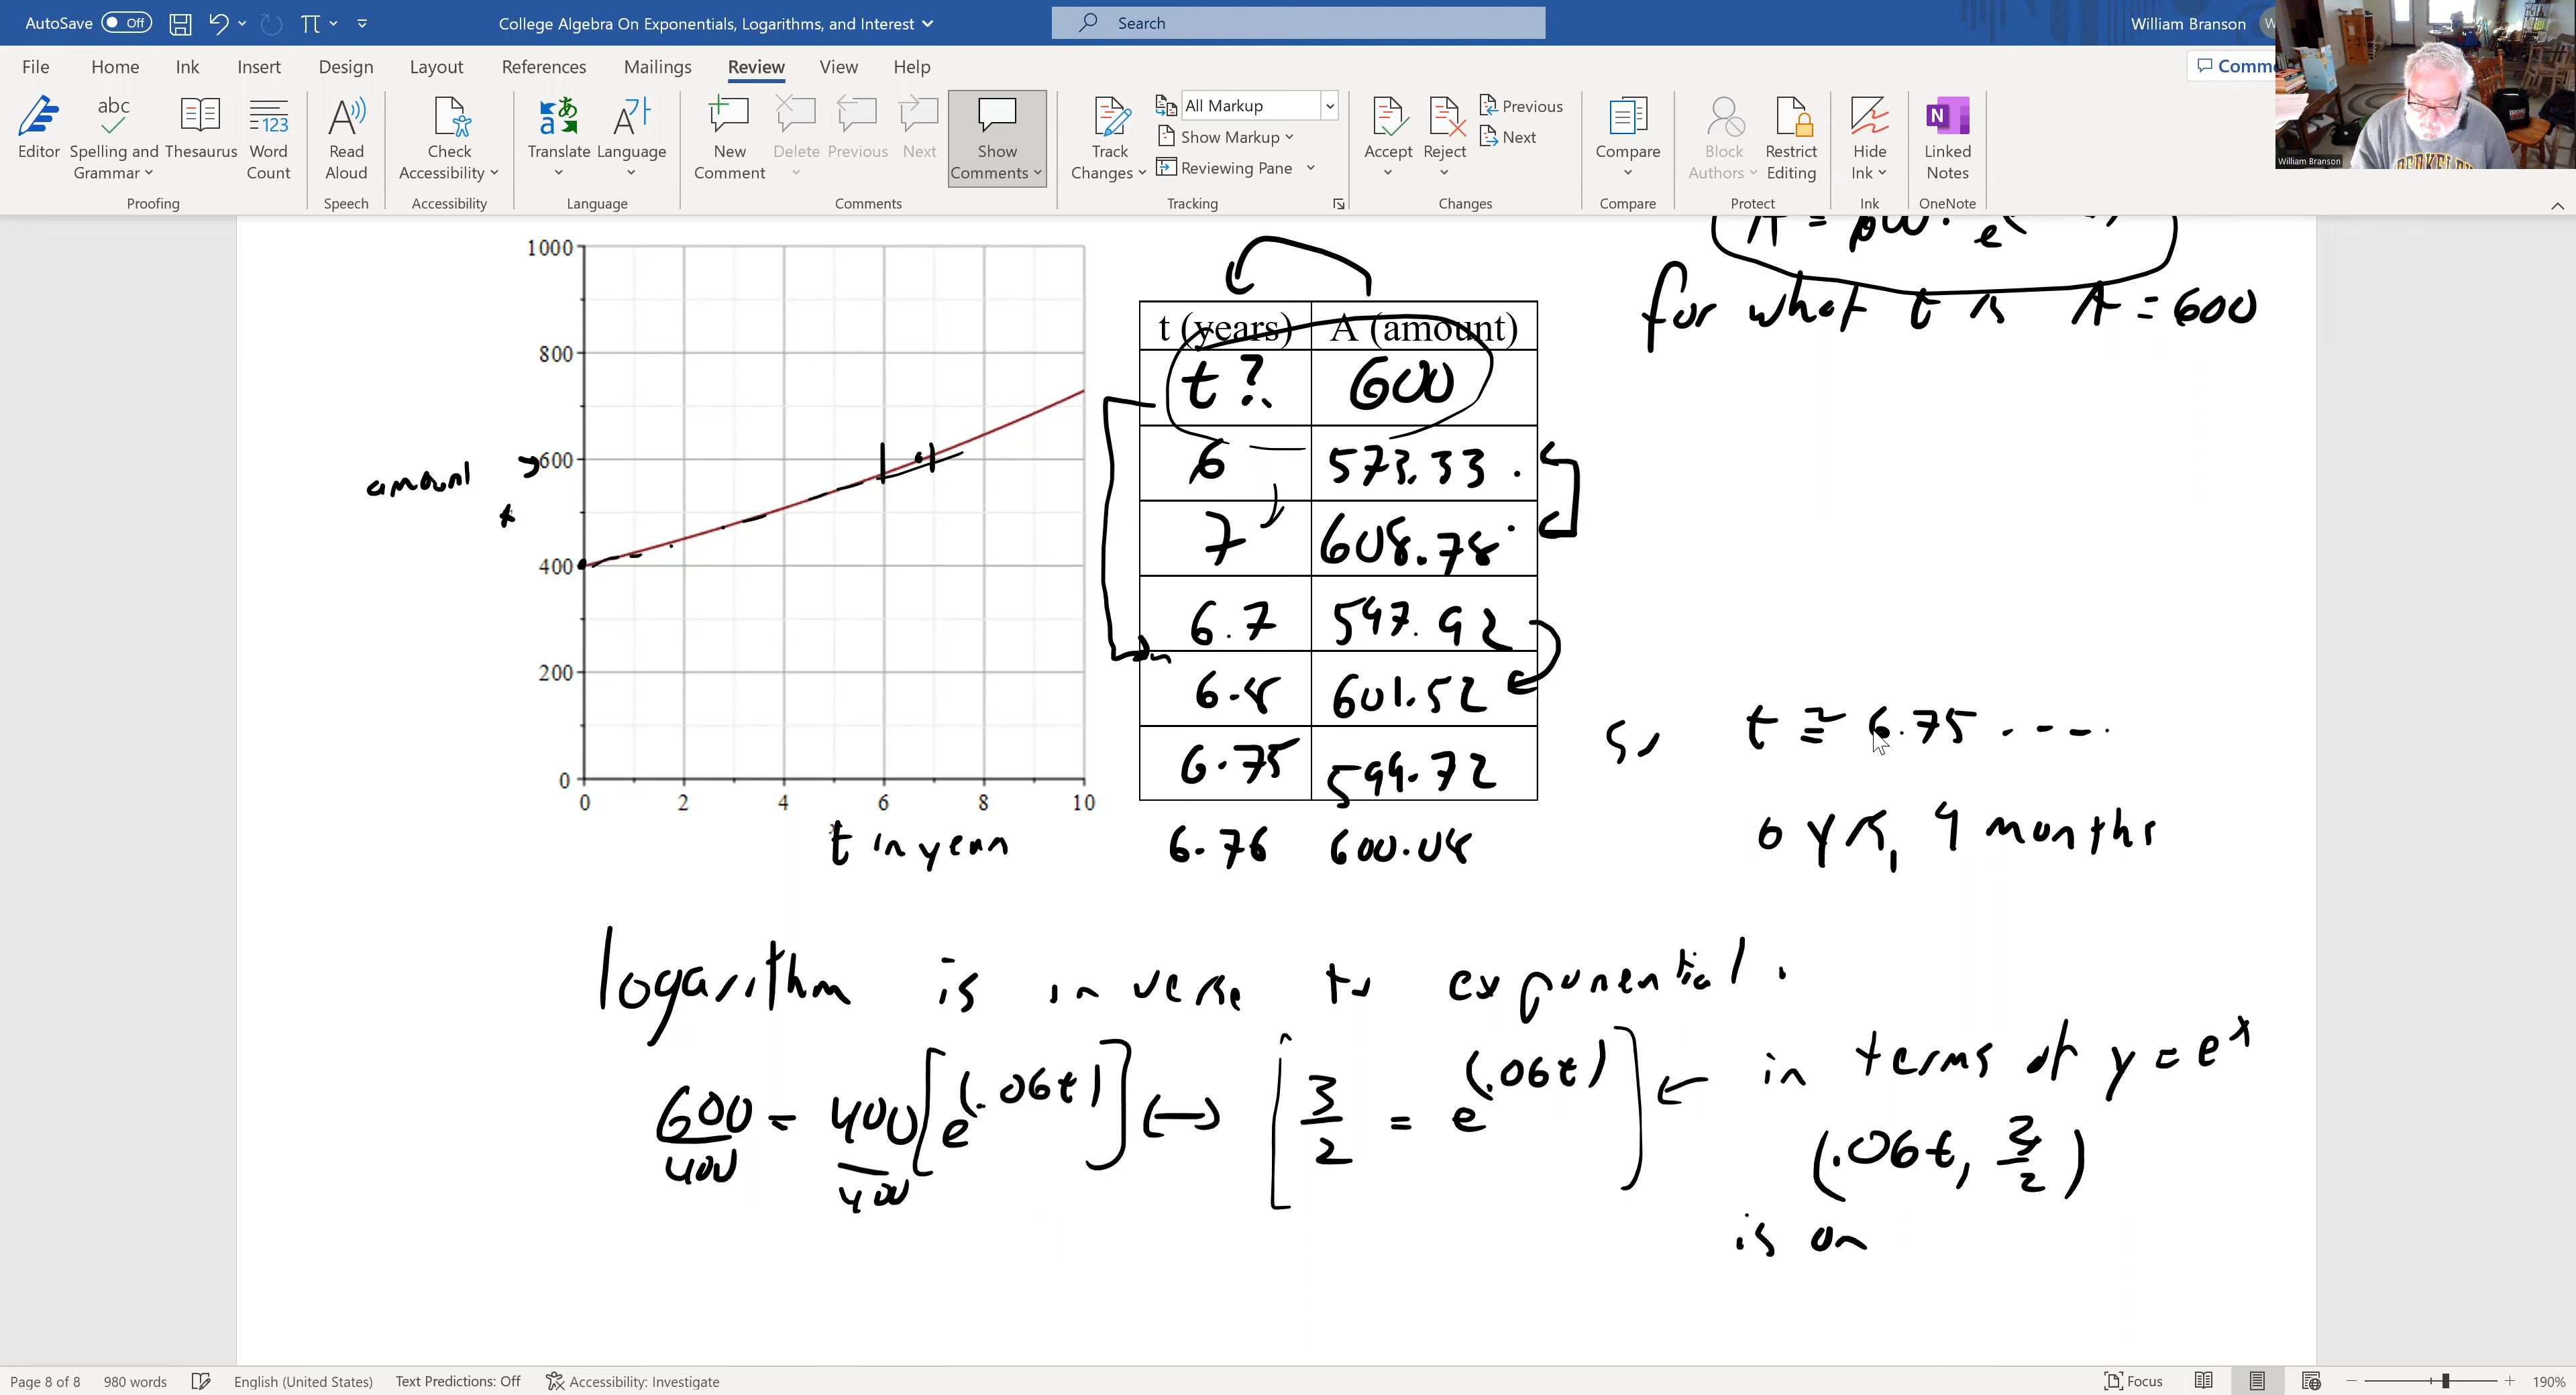 AutoSave Off College Algebra On Exponentials, Logarithms, and Interest Search William Branson
File Home Ink Insert Design Layout References Mailings Review View Help
Editor
Spelling and Grammar
Thesaurus
Word Count
Proofing
Read Aloud
Speech
Check Accessibility
Accessibility
Translate
Language
Language
New Comment
Delete
Previous
Next
Show Comments
Comments
Track Changes
All Markup
Show Markup
Reviewing Pane
Tracking
Accept
Reject
Previous
Next
Changes
Compare
Compare
Block Authors
Restrict Editing
Protect
Hide Ink
Ink
Linked Notes
OneNote
William Branson
for what t is A = 600
1000
800
600
400
200
0
0 2 4 6 8 10
amount
t in years
t (years) A (amount)
t? 600
6 573.33
7 608.78
6.7 597.92
6.8 601.52
6.75 599.72
6.76 600.08
so t ≅ 6.75 ....
6 yrs, 9 months
logarithm is inverse to exponential.
600/400 = 400/400 [e^(.06t)] ↔ [3/2 = e^(.06t)] ← in terms of y = e^x
(.06t, 3/2)
is on
Page 8 of 8 980 words English (United States) Text Predictions: Off Accessibility: Investigate Focus 190%